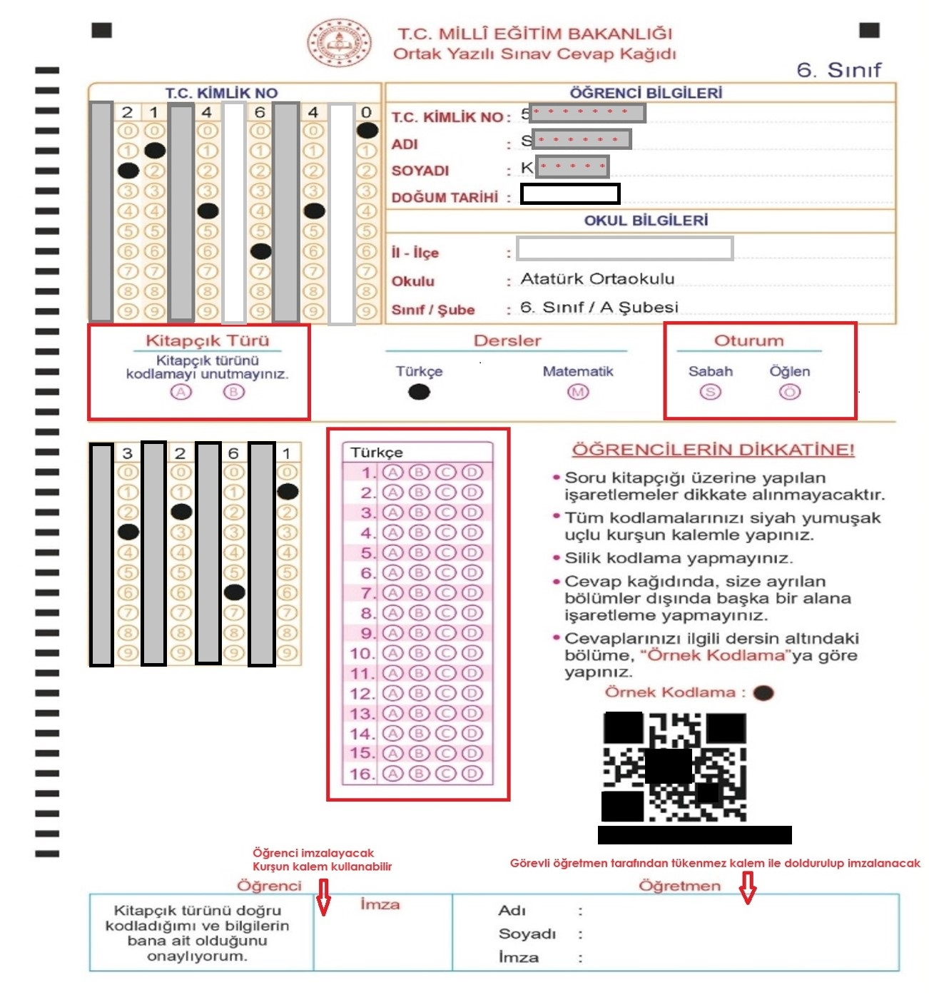 T.C. MİLLÎ EĞİTİM BAKANLIĞI
Ortak Yazılı Sınav Cevap Kağıdı
6. Sınıf
T.C. KİMLİK NO
2 1 4 6 4 0
0 0 0 0 0
1 1 1 1 1
2 2 2 2 2
3 3 3 3 3 3
4 4 4 4
5 5 5 5 5 5
6 6 6 6 6
7 7 7 7 7 7
8 8 8 8 8 8
9 9 9 9 9 9
ÖĞRENCİ BİLGİLERİ
T.C. KİMLİK NO : 5 * * * * * * *
ADI : S * * * * * *
SOYADI : K * * * * *
DOĞUM TARİHİ :
OKUL BİLGİLERİ
İl - İlçe :
Okulu : Atatürk Ortaokulu
Sınıf / Şube : 6. Sınıf / A Şubesi
Kitapçık Türü
Kitapçık türünü
kodlamayı unutmayınız.
A B
Dersler
Türkçe Matematik
M
Oturum
Sabah Öğlen
S Ö
3 2 6 1
0 0 0 0
1 1 1
2 2 2
3 3 3
4 4 4 4
5 5 5 5
6 6 6
7 7 7 7
8 8 8 8
9 9 9 9
Türkçe
1. A B C D
2. A B C D
3. A B C D
4. A B C D
5. A B C D
6. A B C D
7. A B C D
8. A B C D
9. A B C D
10. A B C D
11. A B C D
12. A B C D
13. A B C D
14. A B C D
15. A B C D
16. A B C D
ÖĞRENCİLERİN DİKKATİNE!
• Soru kitapçığı üzerine yapılan
işaretlemeler dikkate alınmayacaktır.
• Tüm kodlamalarınızı siyah yumuşak
uçlu kurşun kalemle yapınız.
• Silik kodlama yapmayınız.
• Cevap kağıdında, size ayrılan
bölümler dışında başka bir alana
işaretleme yapmayınız.
• Cevaplarınızı ilgili dersin altındaki
bölüme, “Örnek Kodlama”ya göre
yapınız.
Örnek Kodlama :
Öğrenci imzalayacak
Kurşun kalem kullanabilir
Görevli öğretmen tarafından tükenmez kalem ile doldurulup imzalanacak
Öğrenci
Kitapçık türünü doğru
kodladığımı ve bilgilerin
bana ait olduğunu
onaylıyorum.
İmza
Öğretmen
Adı :
Soyadı :
İmza :